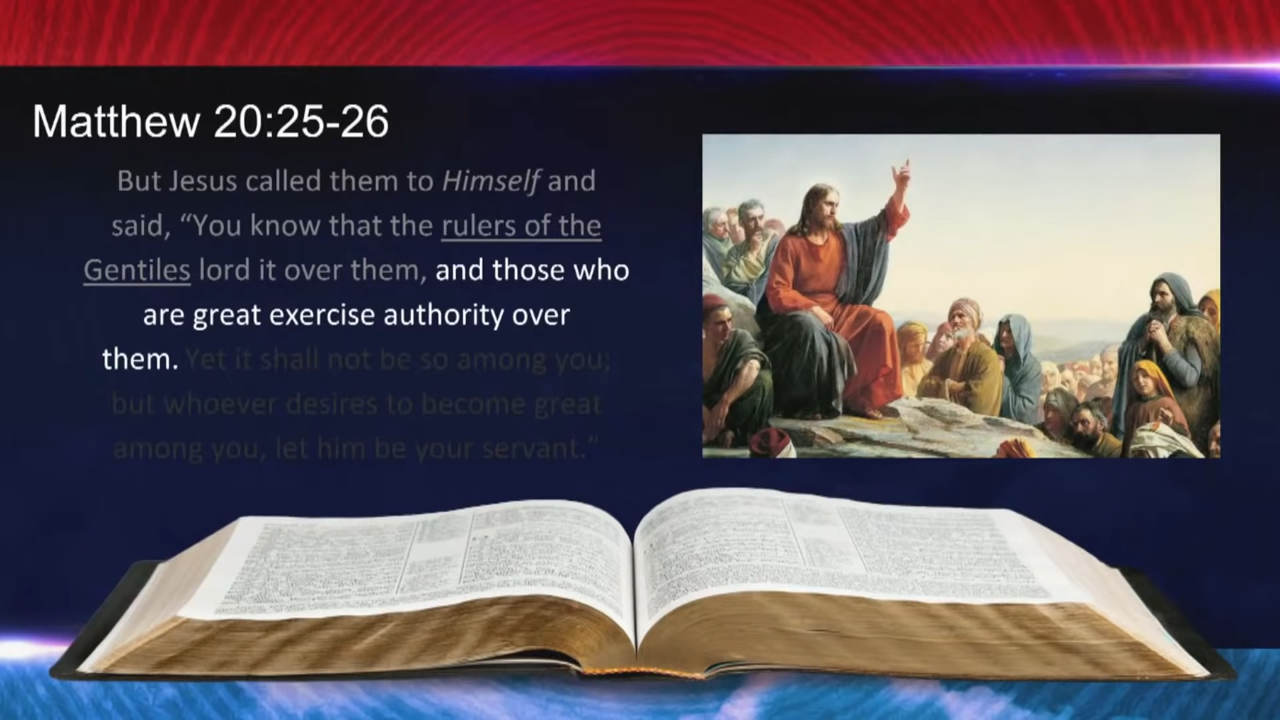 Matthew 20:25-26
But Jesus called them to Himself and
said, “You know that the rulers of the
Gentiles lord it over them, and those who
are great exercise authority over
them. Yet it shall not be so among you;
but whoever desires to become great
among you, let him be your servant.”